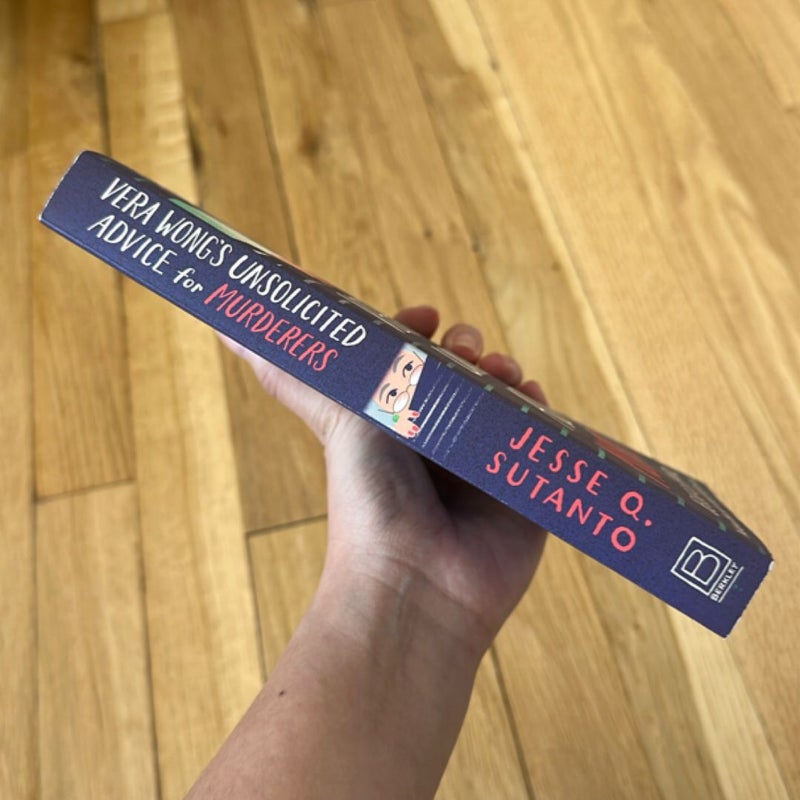 VERA WONG'S UNSOLICITED
ADVICE for MURDERERS
JESSE Q.
SUTANTO
B
BERKLEY